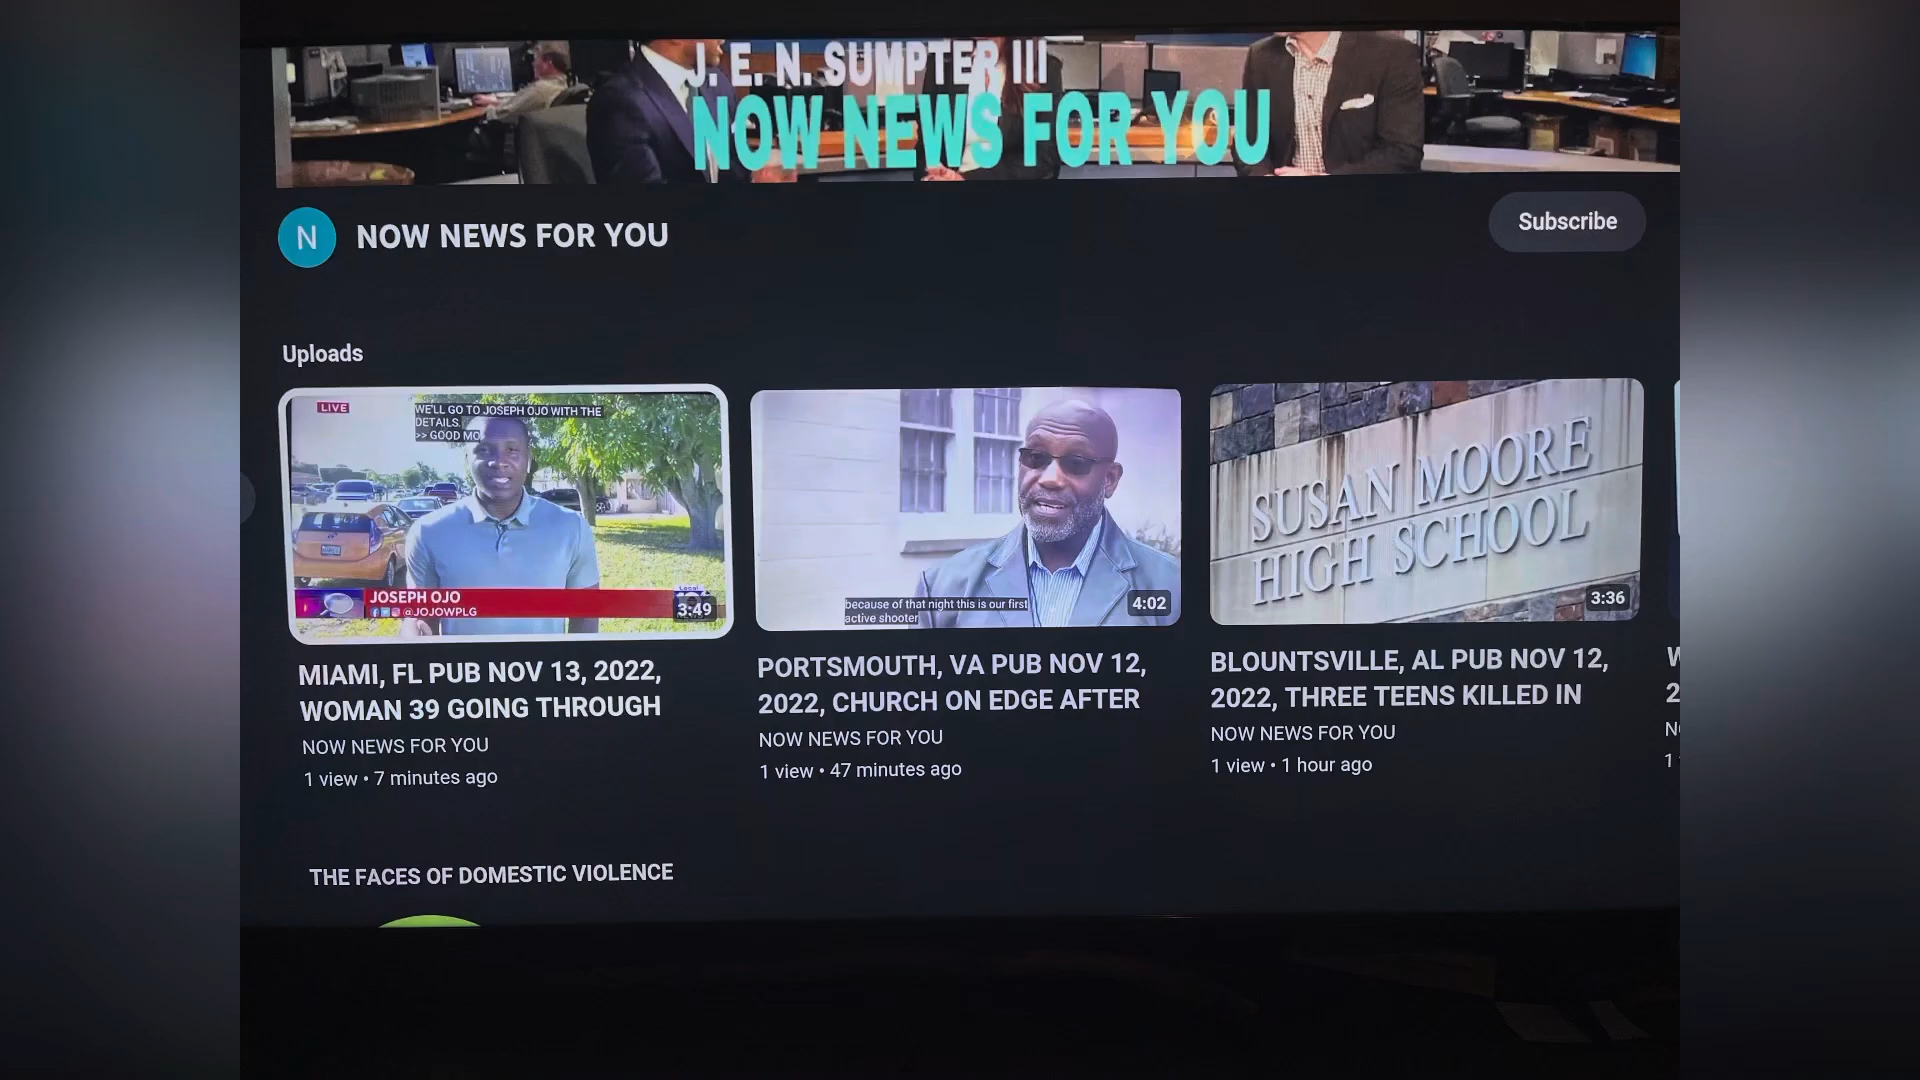 J. E. N. SUMPTER III
NOW NEWS FOR YOU
N
NOW NEWS FOR YOU
Subscribe
Uploads
LIVE
WE'LL GO TO JOSEPH OJO WITH THE
DETAILS.
>> GOOD MO
JOSEPH OJO
@JOJOWPLG
3:49
because of that night this is our first
active shooter
4:02
SUSAN MOORE
HIGH SCHOOL
3:36
MIAMI, FL PUB NOV 13, 2022,
WOMAN 39 GOING THROUGH
NOW NEWS FOR YOU
1 view • 7 minutes ago
PORTSMOUTH, VA PUB NOV 12,
2022, CHURCH ON EDGE AFTER
NOW NEWS FOR YOU
1 view • 47 minutes ago
BLOUNTSVILLE, AL PUB NOV 12,
2022, THREE TEENS KILLED IN
NOW NEWS FOR YOU
1 view • 1 hour ago
THE FACES OF DOMESTIC VIOLENCE